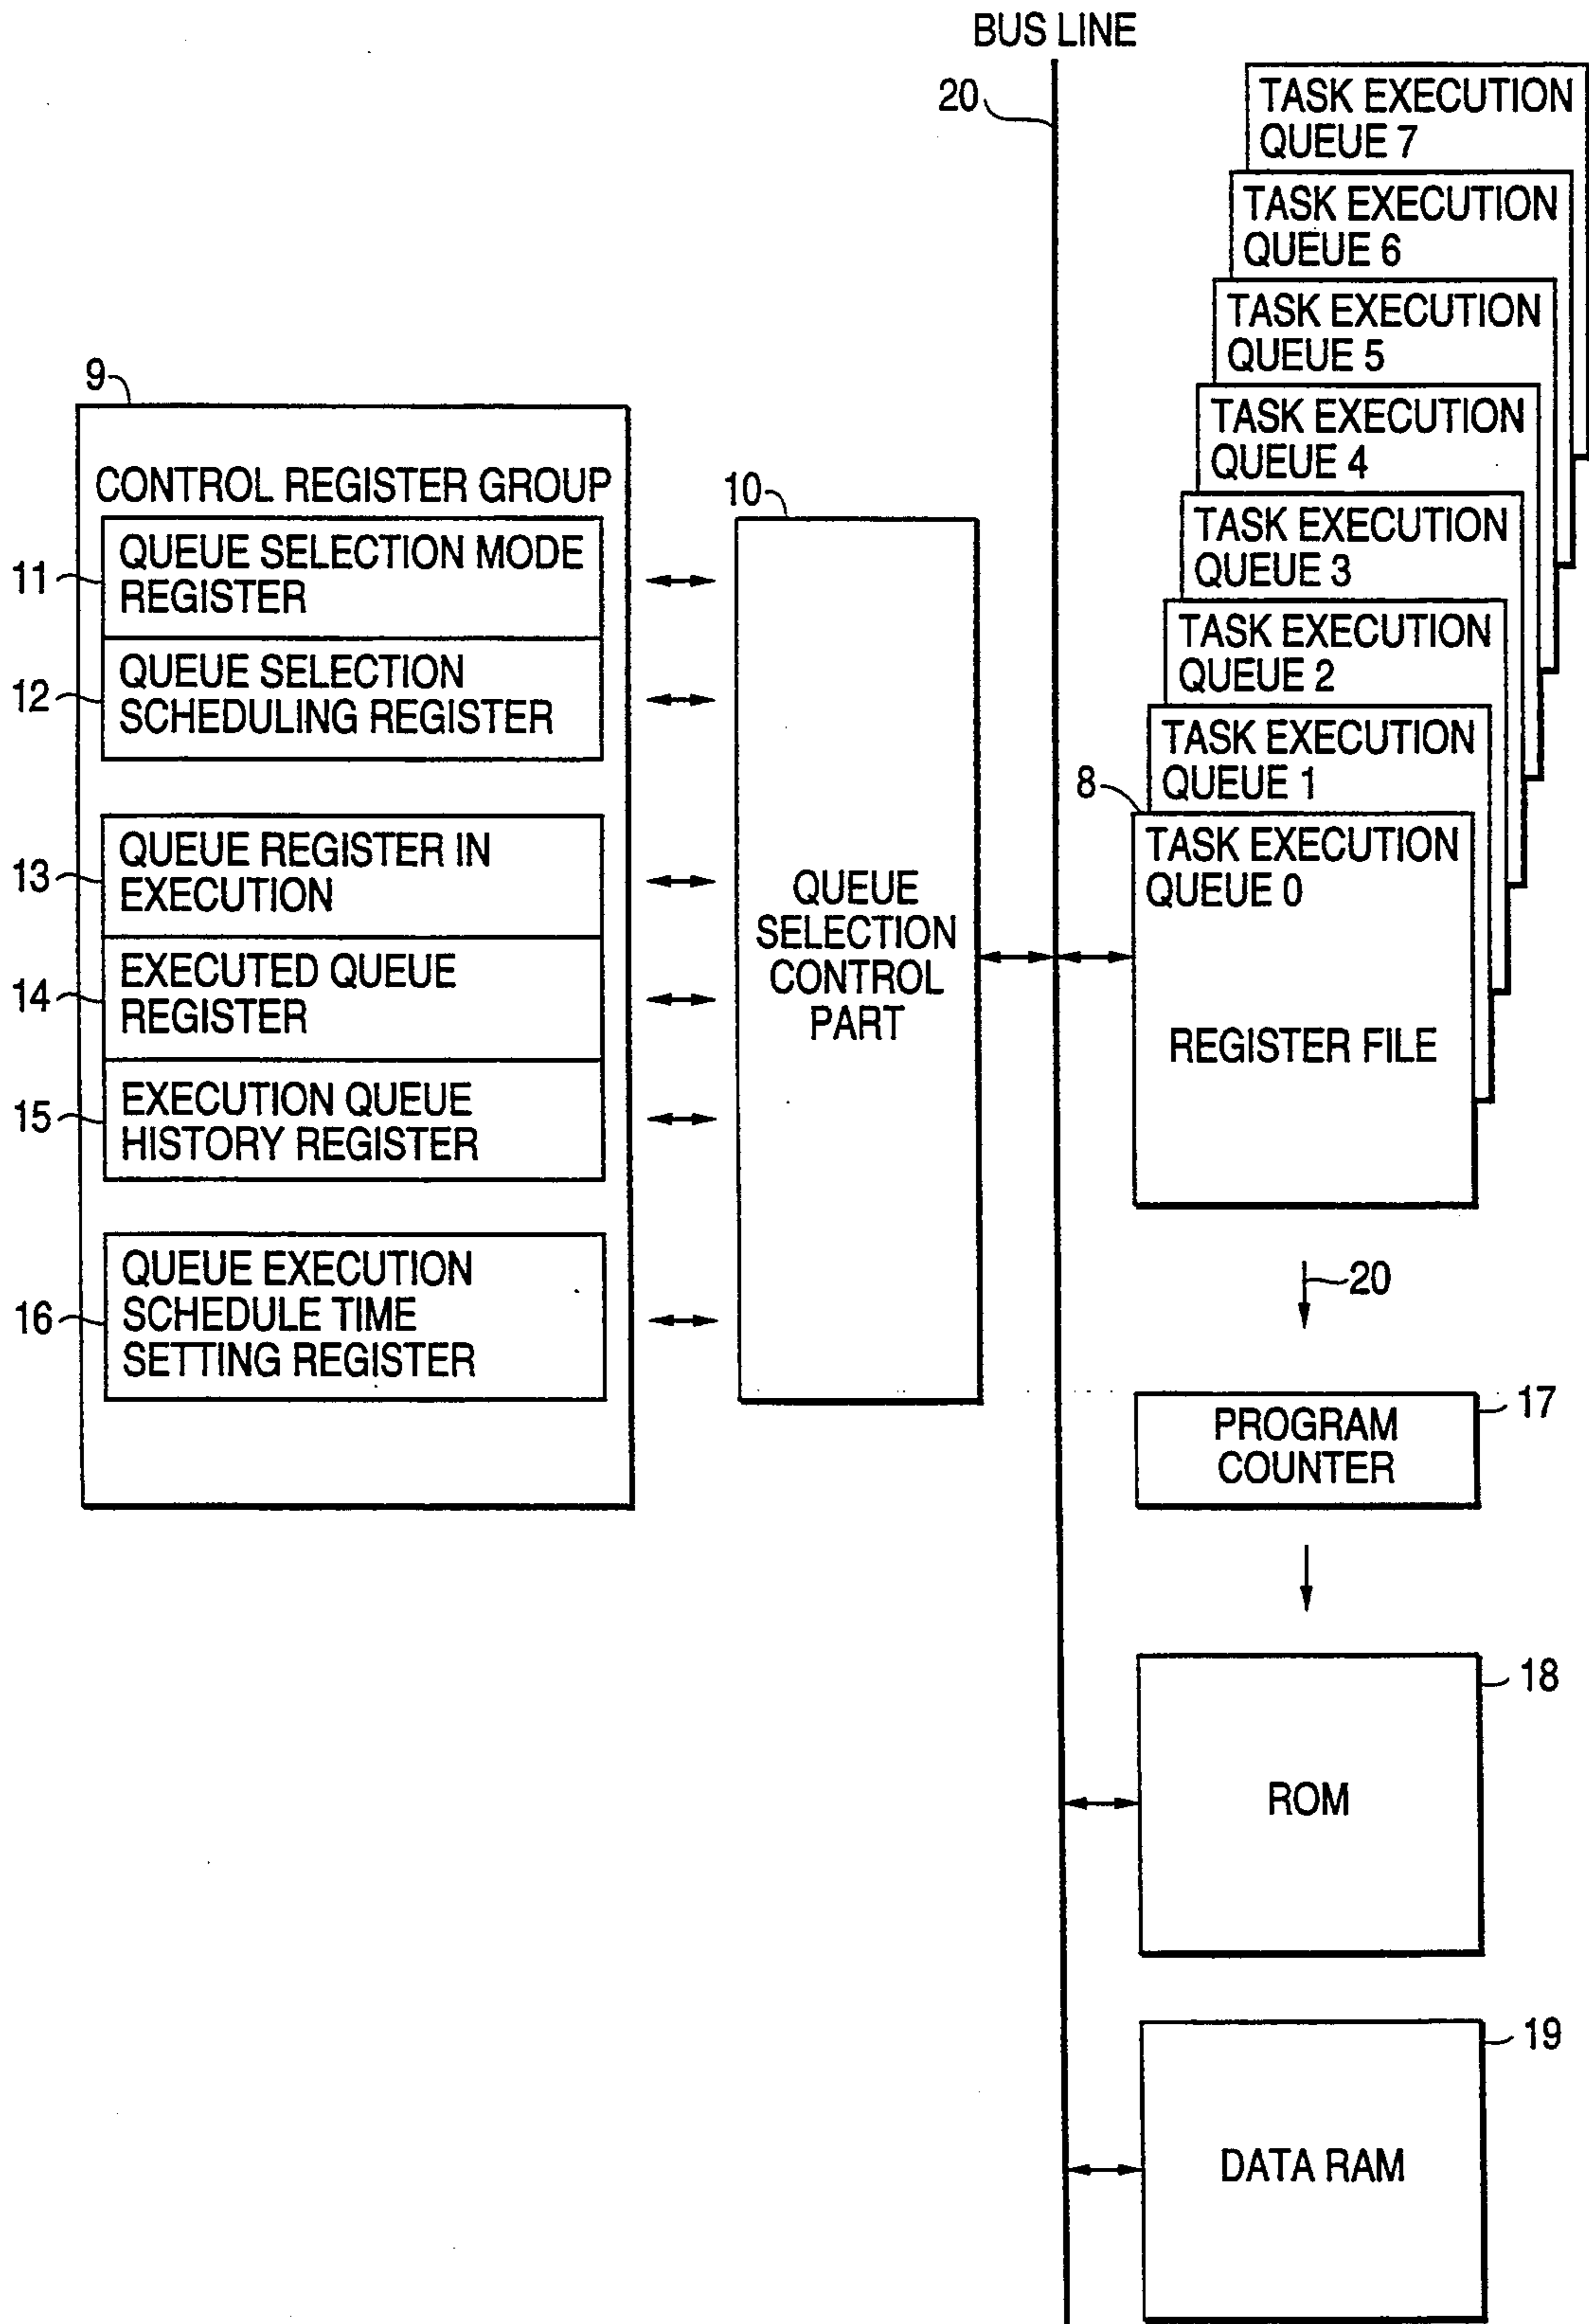 BUS LINE
20
TASK EXECUTION
QUEUE 7
TASK EXECUTION
QUEUE 6
TASK EXECUTION
QUEUE 5
TASK EXECUTION
QUEUE 4
TASK EXECUTION
QUEUE 3
TASK EXECUTION
QUEUE 2
TASK EXECUTION
QUEUE 1
8
TASK EXECUTION
QUEUE 0
REGISTER FILE
9
CONTROL REGISTER GROUP
11
QUEUE SELECTION MODE
REGISTER
12
QUEUE SELECTION
SCHEDULING REGISTER
13
QUEUE REGISTER IN
EXECUTION
14
EXECUTED QUEUE
REGISTER
15
EXECUTION QUEUE
HISTORY REGISTER
16
QUEUE EXECUTION
SCHEDULE TIME
SETTING REGISTER
10
QUEUE
SELECTION
CONTROL
PART
20
17
PROGRAM
COUNTER
18
ROM
19
DATA RAM